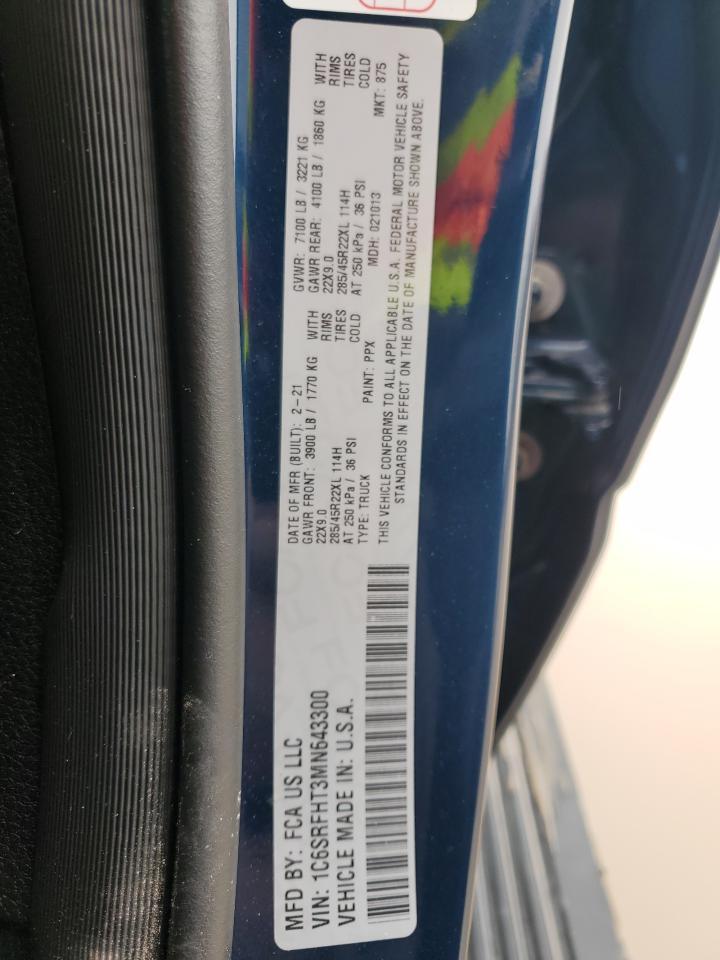 MFD BY: FCA US LLC
VIN: 1C6SRFHT3MN643300
VEHICLE MADE IN: U.S.A.
DATE OF MFR (BUILT): 2-21 GVWR: 7100 LB / 3221 KG
GAWR FRONT: 3900 LB / 1770 KG WITH GAWR REAR: 4100 LB / 1860 KG WITH
22X9.0 RIMS 22X9.0 RIMS
285/45R22XL 114H TIRES 285/45R22XL 114H TIRES
AT 250 kPa / 36 PSI COLD AT 250 kPa / 36 PSI COLD
TYPE: TRUCK PAINT: PPX MDH: 021013 MKT: 875
THIS VEHICLE CONFORMS TO ALL APPLICABLE U.S.A. FEDERAL MOTOR VEHICLE SAFETY
STANDARDS IN EFFECT ON THE DATE OF MANUFACTURE SHOWN ABOVE.